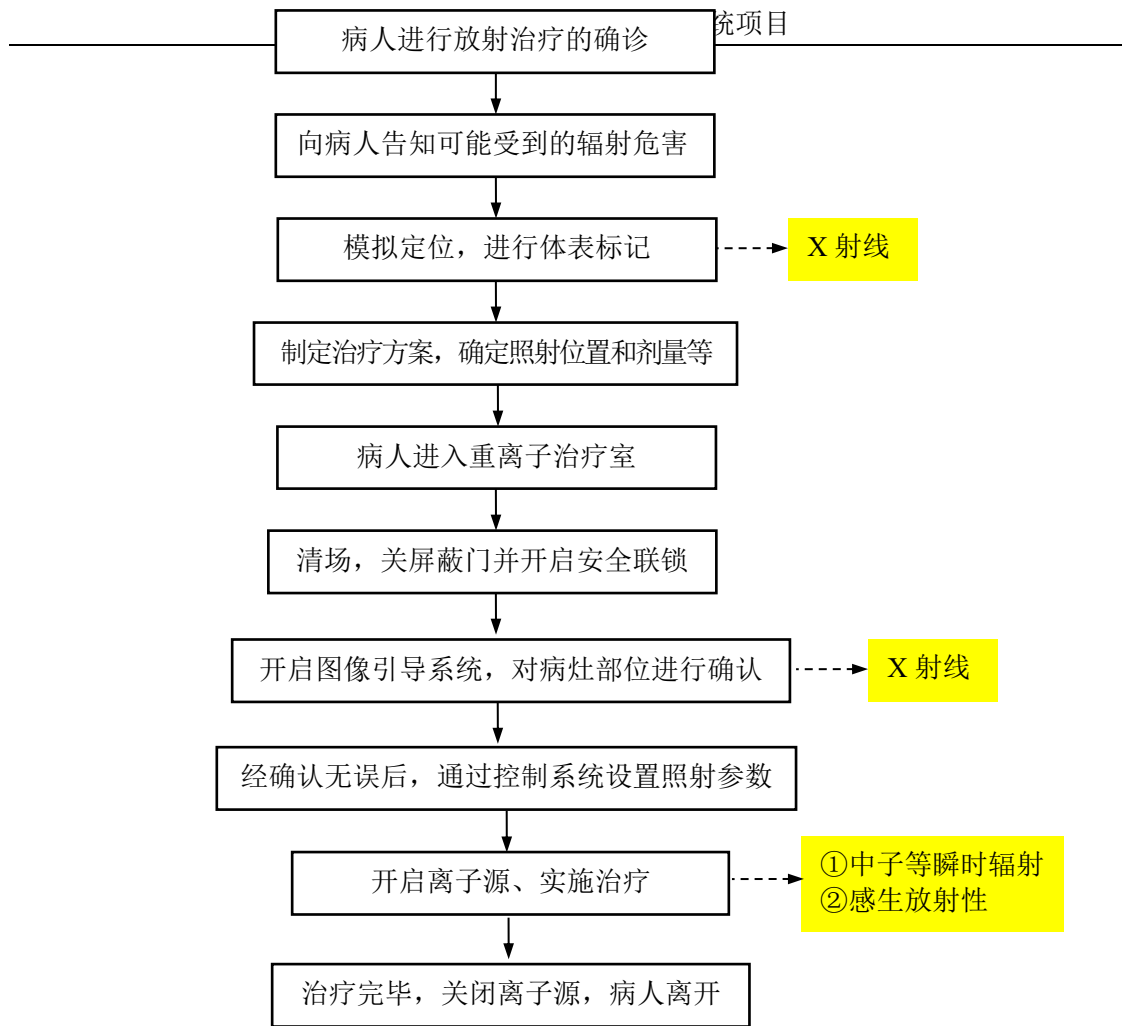 统项目
病人进行放射治疗的确诊
向病人告知可能受到的辐射危害
模拟定位，进行体表标记
X 射线
制定治疗方案，确定照射位置和剂量等
病人进入重离子治疗室
清场，关屏蔽门并开启安全联锁
开启图像引导系统，对病灶部位进行确认
X 射线
经确认无误后，通过控制系统设置照射参数
开启离子源、实施治疗
①中子等瞬时辐射
②感生放射性
治疗完毕，关闭离子源，病人离开